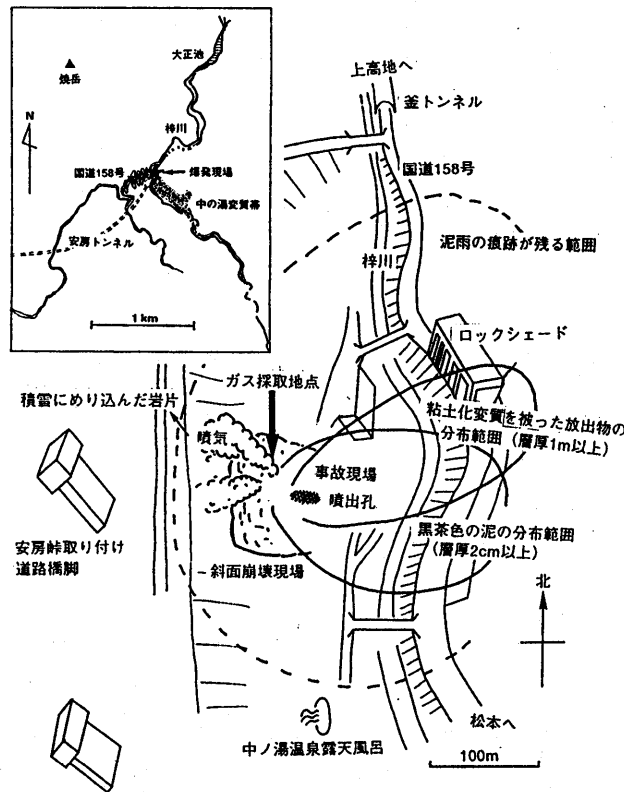 大正池
焼岳
N
梓川
国道158号
爆発現場
中の湯変質帯
安房トンネル
1 km
上高地へ
釜トンネル
国道158号
泥雨の痕跡が残る範囲
梓川
ロックシェード
ガス採取地点
積雪にめり込んだ岩片
噴気
粘土化変質を被った放出物の
分布範囲（層厚1m以上）
事故現場
噴出孔
黒茶色の泥の分布範囲
（層厚2cm以上）
安房峠取り付け
道路橋脚
斜面崩壊現場
北
松本へ
中ノ湯温泉露天風呂
100m